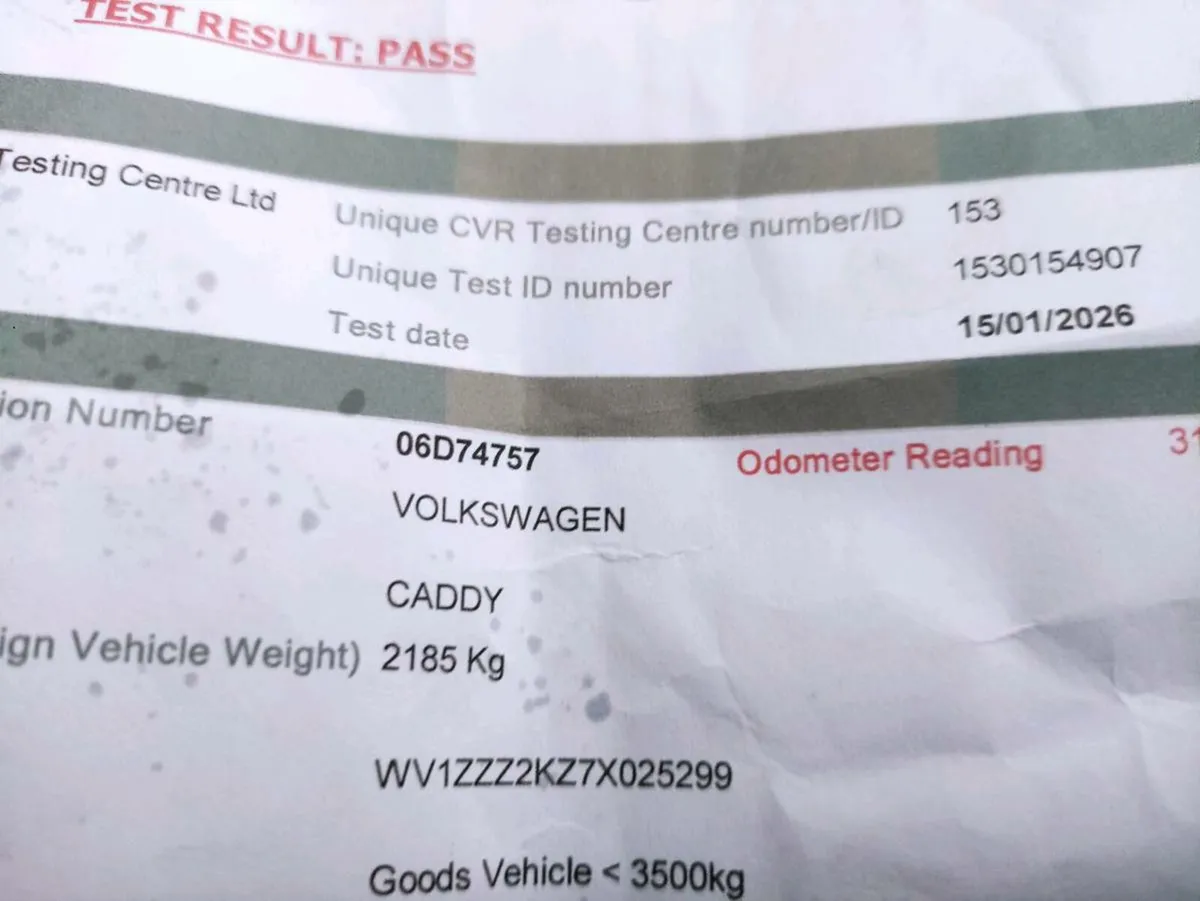 TEST RESULT: PASS
Testing Centre Ltd
Unique CVR Testing Centre number/ID 153
Unique Test ID number 1530154907
Test date 15/01/2026
ion Number 06D74757 Odometer Reading 31
VOLKSWAGEN
CADDY
ign Vehicle Weight) 2185 Kg
WV1ZZZ2KZ7X025299
Goods Vehicle < 3500kg